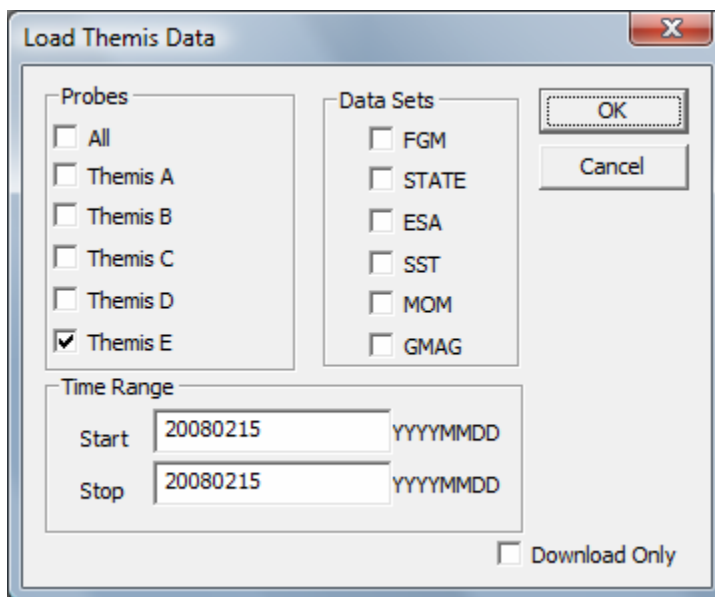 Load Themis Data
Probes
All
Themis A
Themis B
Themis C
Themis D
Themis E
Data Sets
FGM
STATE
ESA
SST
MOM
GMAG
OK
Cancel
Time Range
Start 20080215 YYYYMMDD
Stop 20080215 YYYYMMDD
Download Only